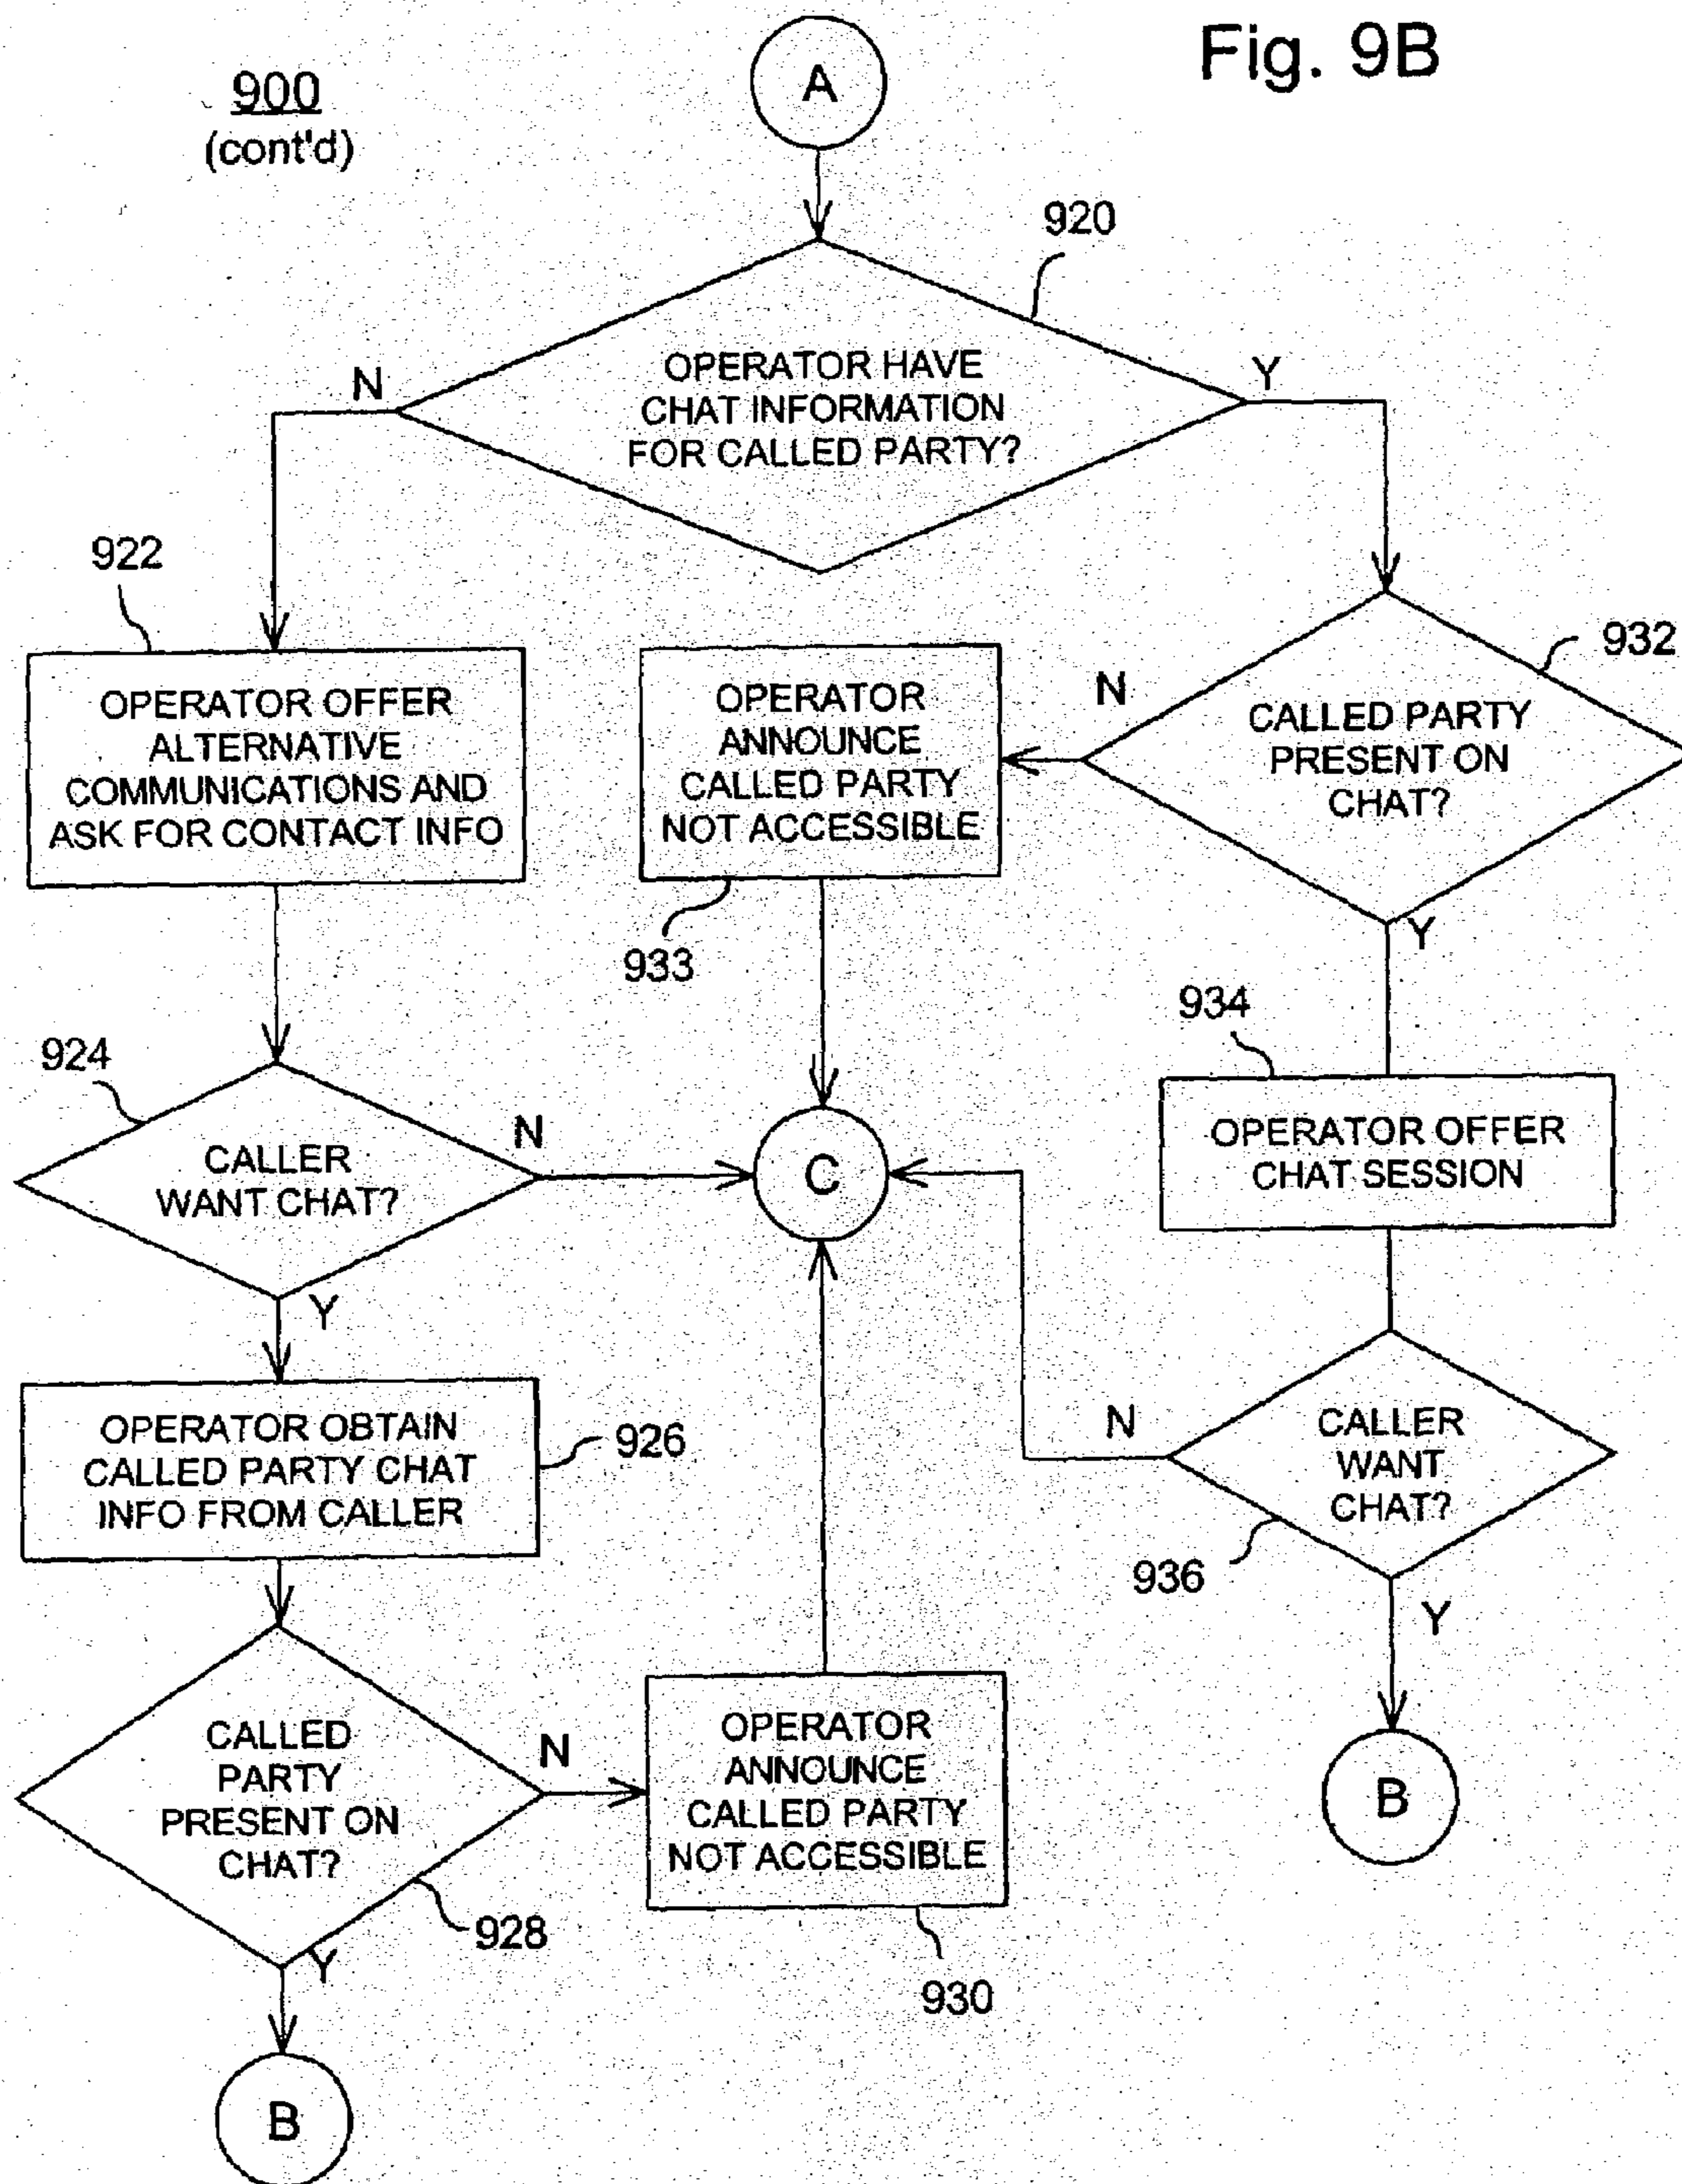 Fig. 9B
900
(cont'd)
A
920
OPERATOR HAVE
CHAT INFORMATION
FOR CALLED PARTY?
N
Y
922
OPERATOR OFFER
ALTERNATIVE
COMMUNICATIONS AND
ASK FOR CONTACT INFO
OPERATOR
ANNOUNCE
CALLED PARTY
NOT ACCESSIBLE
933
N
932
CALLED PARTY
PRESENT ON
CHAT?
Y
934
OPERATOR OFFER
CHAT SESSION
924
CALLER
WANT CHAT?
N
C
Y
OPERATOR OBTAIN
CALLED PARTY CHAT
INFO FROM CALLER
926
N
CALLER
WANT
CHAT?
936
Y
B
CALLED
PARTY
PRESENT ON
CHAT?
N
928
Y
OPERATOR
ANNOUNCE
CALLED PARTY
NOT ACCESSIBLE
930
B